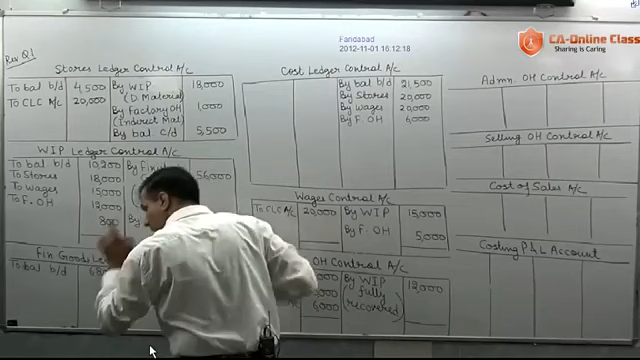 Faridabad
2012-11-01 16:12:18
CA-Online Class
Sharing is Caring
Rev Q1
Stores Ledger Control A/c
To bal b/d 4,500 By WIP 18,000
To CLC A/c 20,000 (D. Material)
By Factory OH 1,000
(Indirect Mat)
By bal c/d 5,500
WIP Ledger Control A/c
To bal b/d 10,200 56,000
To Stores 18,000
To Wages 15,000 By
To F. OH 12,000
800
Fin Goods
To bal b/d
Cost Ledger Control A/c
By bal b/d 21,500
By Stores 20,000
By Wages 20,000
By F. OH 6,000
Wages Control A/c
To CLC A/c 20,000 By WIP 15,000
By F. OH 5,000
OH Control A/c
By WIP 12,000
(fully
6,000 recovered)
Admn. OH Control A/c
Selling OH Control A/c
Cost of Sales A/c
Costing P&L Account